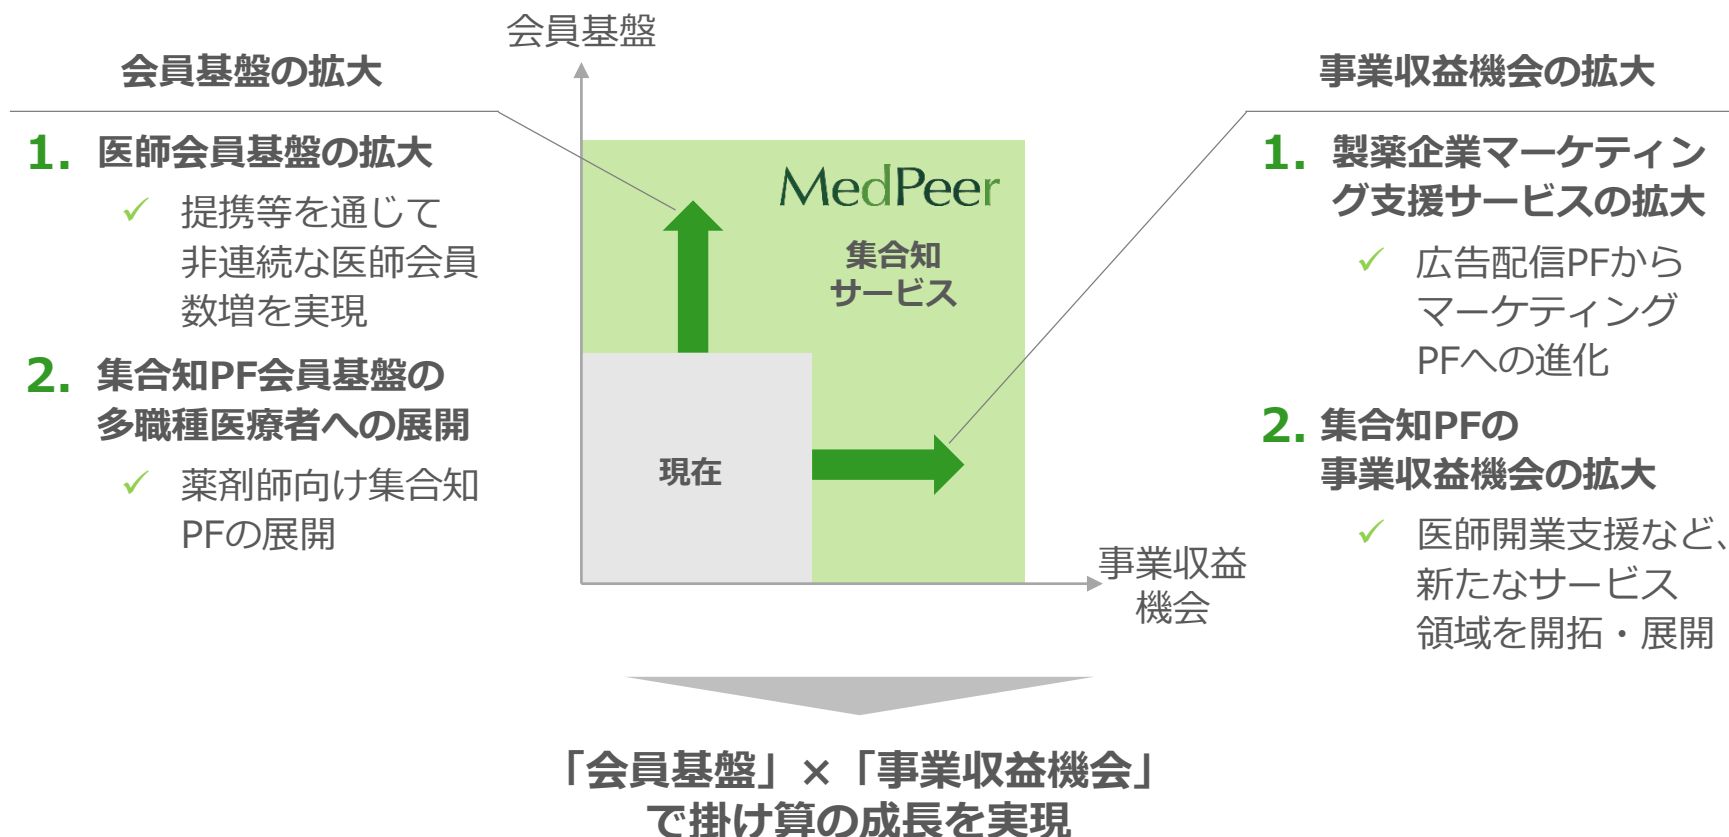 会員基盤の拡大
1. 医師会員基盤の拡大
✓ 提携等を通じて
非連続な医師会員
数増を実現
2. 集合知PF会員基盤の
多職種医療者への展開
✓ 薬剤師向け集合知
PFの展開
会員基盤
MedPeer
集合知
サービス
現在
事業収益
機会
事業収益機会の拡大
1. 製薬企業マーケティン
グ支援サービスの拡大
✓ 広告配信PFから
マーケティング
PFへの進化
2. 集合知PFの
事業収益機会の拡大
✓ 医師開業支援など、
新たなサービス
領域を開拓・展開
「会員基盤」×「事業収益機会」
で掛け算の成長を実現